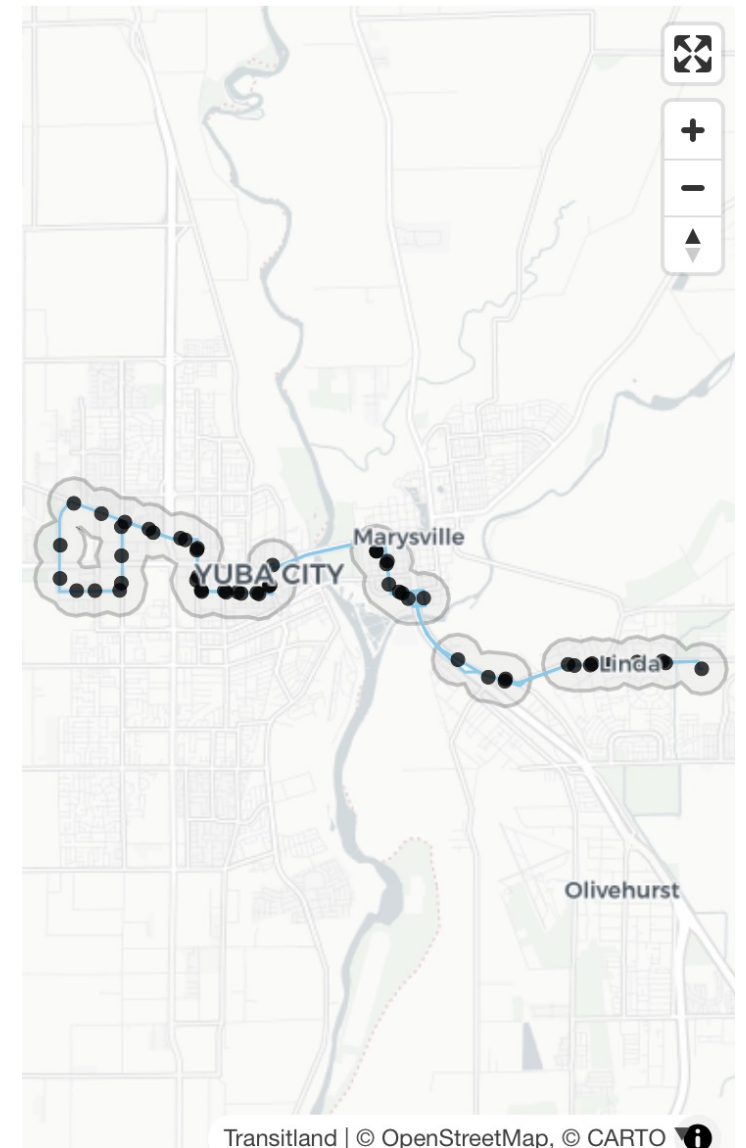 +
−
Marysville
YUBA CITY
Linda
Olivehurst
Transitland | © OpenStreetMap, © CARTO